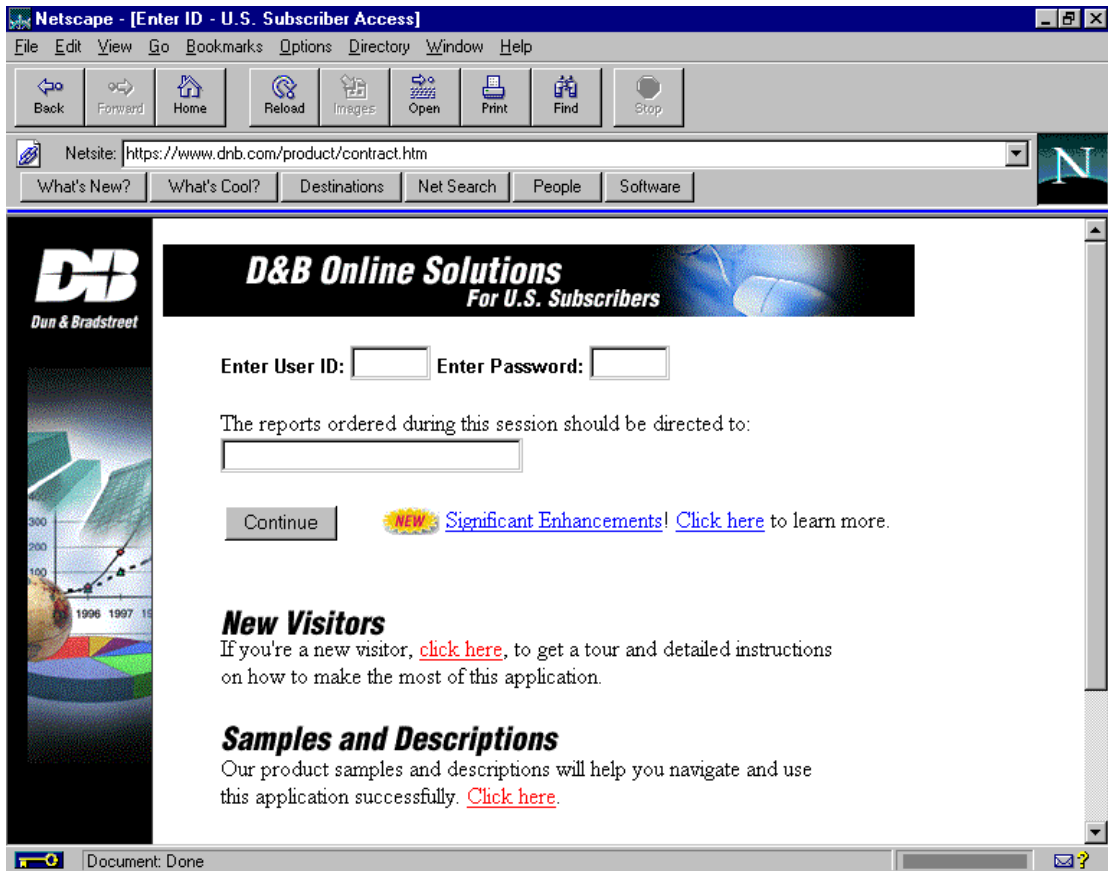 Netscape - [Enter ID - U.S. Subscriber Access]
File Edit View Go Bookmarks Options Directory Window Help
Back Forward Home Reload Images Open Print Find Stop
Netsite: https://www.dnb.com/product/contract.htm
N
What's New? What's Cool? Destinations Net Search People Software
D&B Online Solutions
For U.S. Subscribers
DB
Dun & Bradstreet
Enter User ID: Enter Password:
The reports ordered during this session should be directed to:
Continue NEW Significant Enhancements! Click here to learn more.
400
300
200
100
1996 1997
New Visitors
If you're a new visitor, click here, to get a tour and detailed instructions
on how to make the most of this application.
Samples and Descriptions
Our product samples and descriptions will help you navigate and use
this application successfully. Click here.
Document: Done